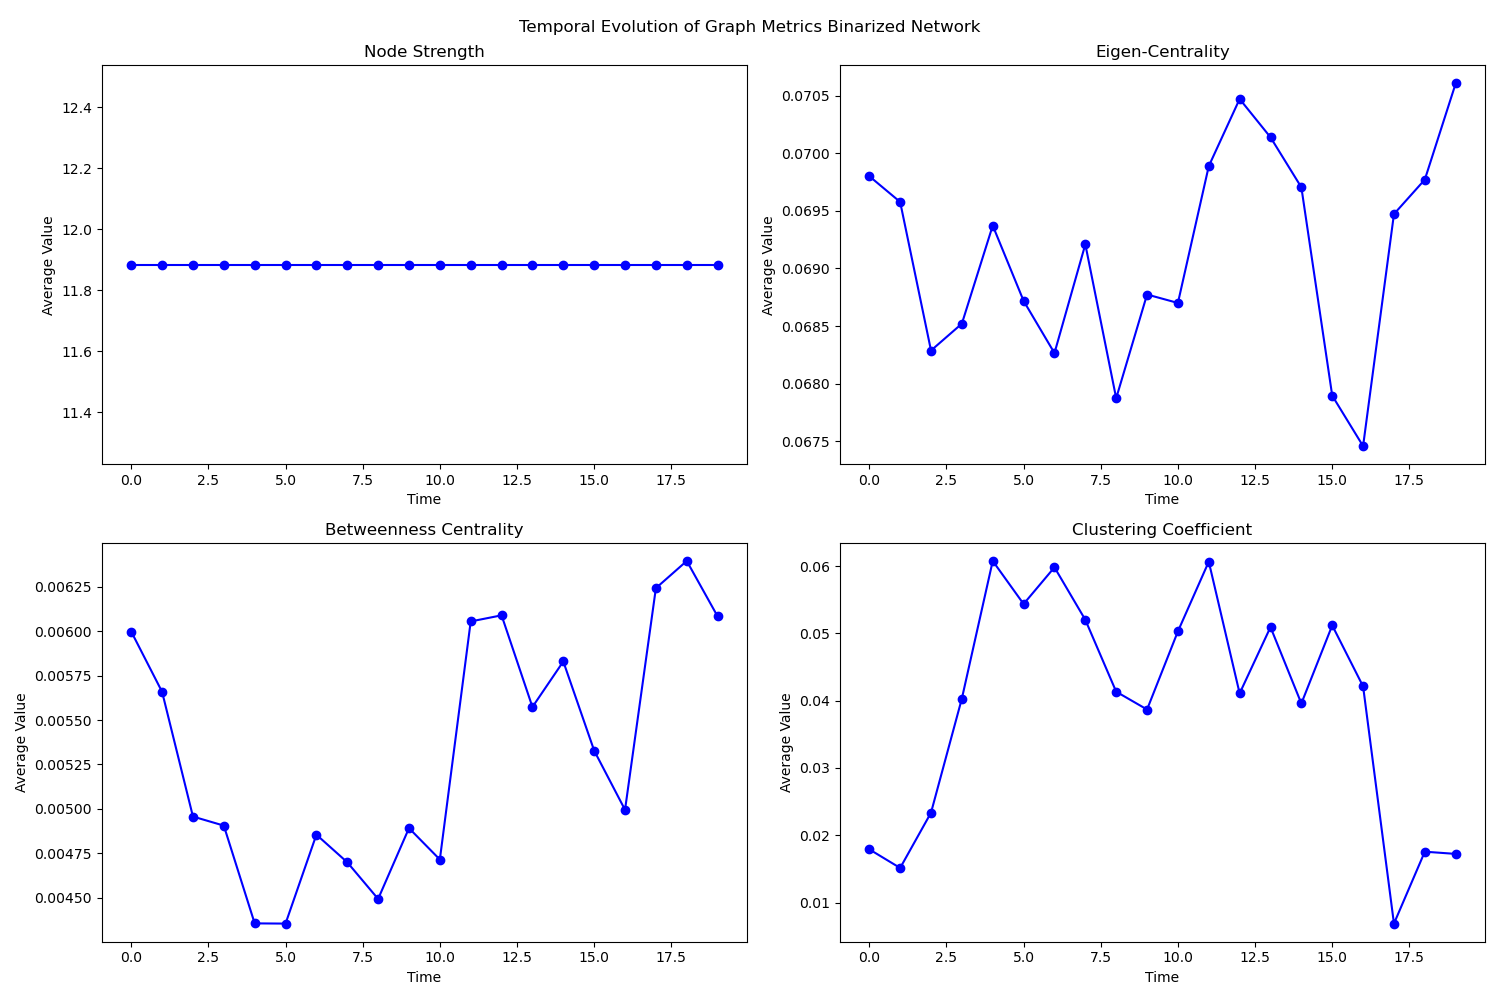 Temporal Evolution of Graph Metrics Binarized Network
Node Strength
12.4
12.2
12.0
11.8
11.6
11.4
Average Value
0.0 2.5 5.0 7.5 10.0 12.5 15.0 17.5
Time
Eigen-Centrality
0.0705
0.0700
0.0695
0.0690
0.0685
0.0680
0.0675
Average Value
0.0 2.5 5.0 7.5 10.0 12.5 15.0 17.5
Time
Betweenness Centrality
0.00625
0.00600
0.00575
0.00550
0.00525
0.00500
0.00475
0.00450
Average Value
0.0 2.5 5.0 7.5 10.0 12.5 15.0 17.5
Time
Clustering Coefficient
0.06
0.05
0.04
0.03
0.02
0.01
Average Value
0.0 2.5 5.0 7.5 10.0 12.5 15.0 17.5
Time